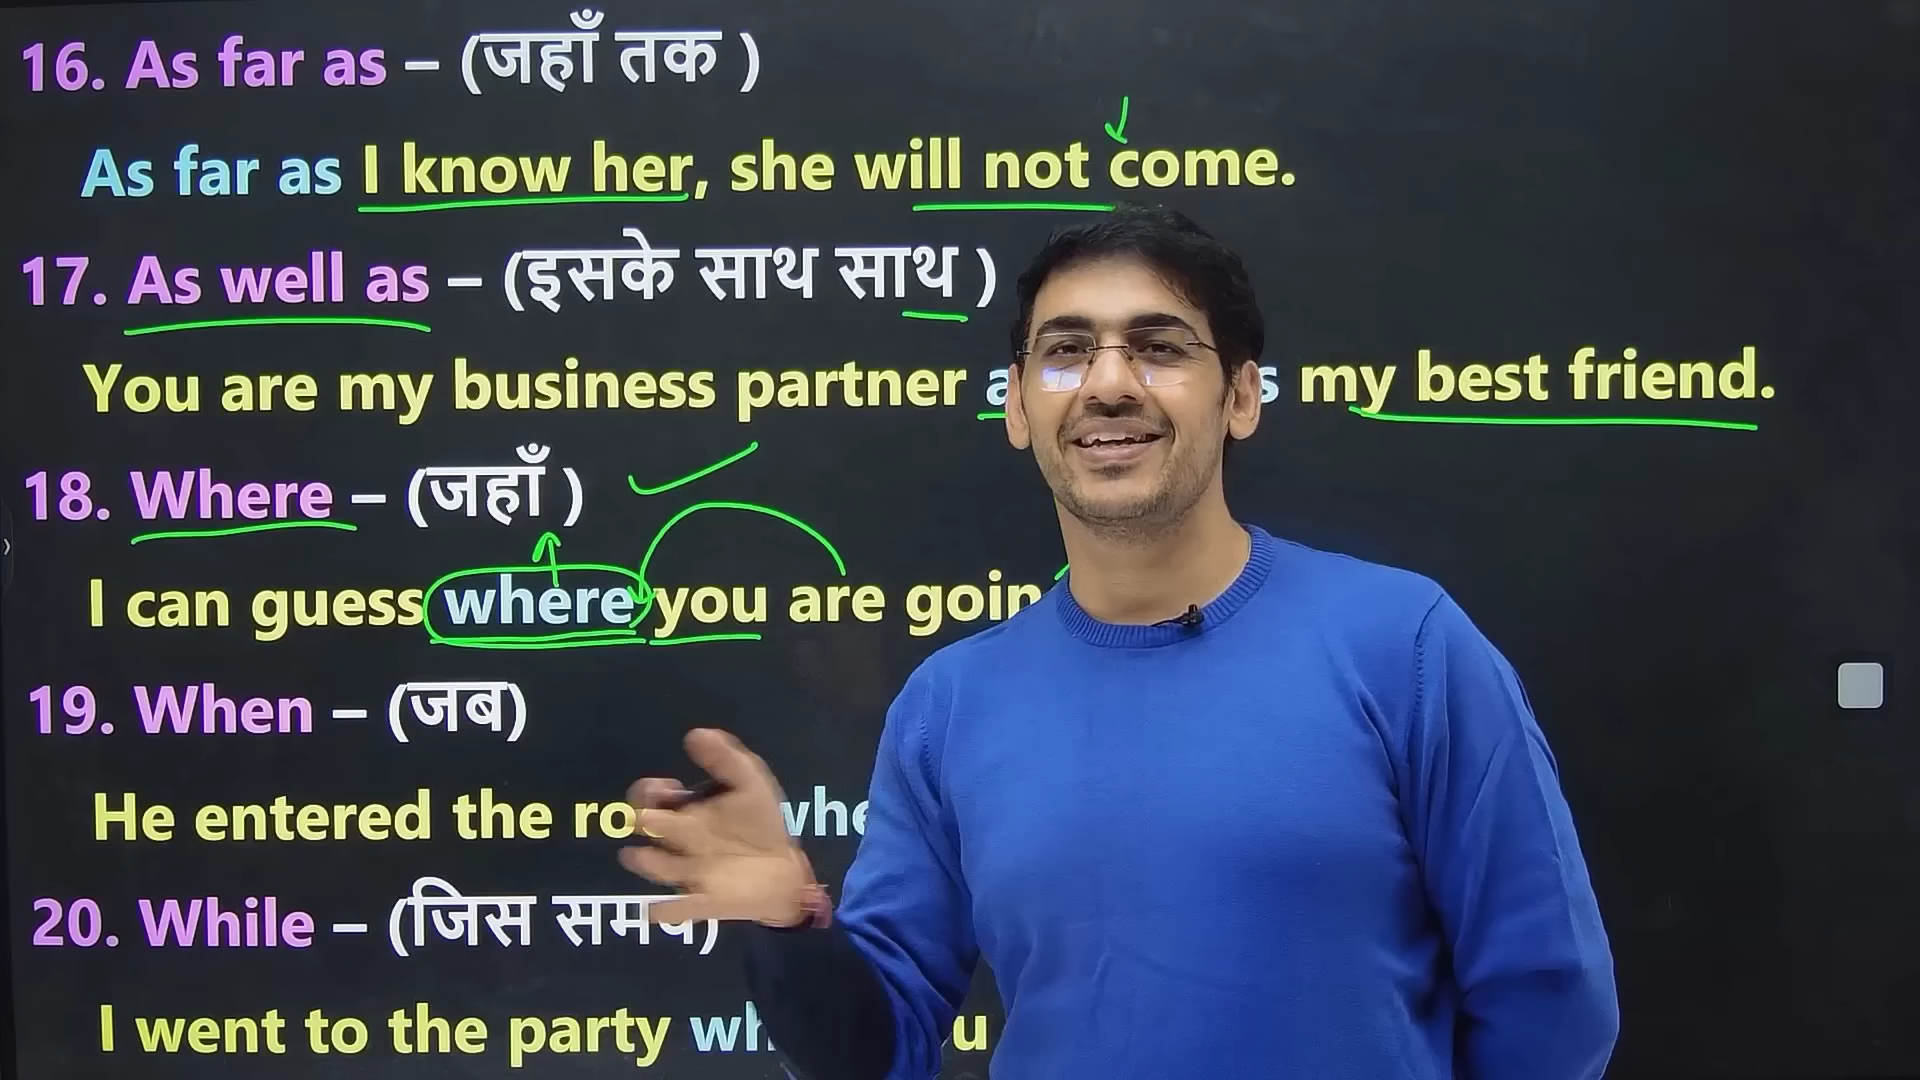 16. As far as – (जहाँ तक )
As far as I know her, she will not come.
17. As well as – (इसके साथ साथ )
You are my business partner my best friend.
18. Where – (जहाँ )
I can guess where you are
19. When – (जब)
He entered the
20. While – (जिस समय)
I went to the party